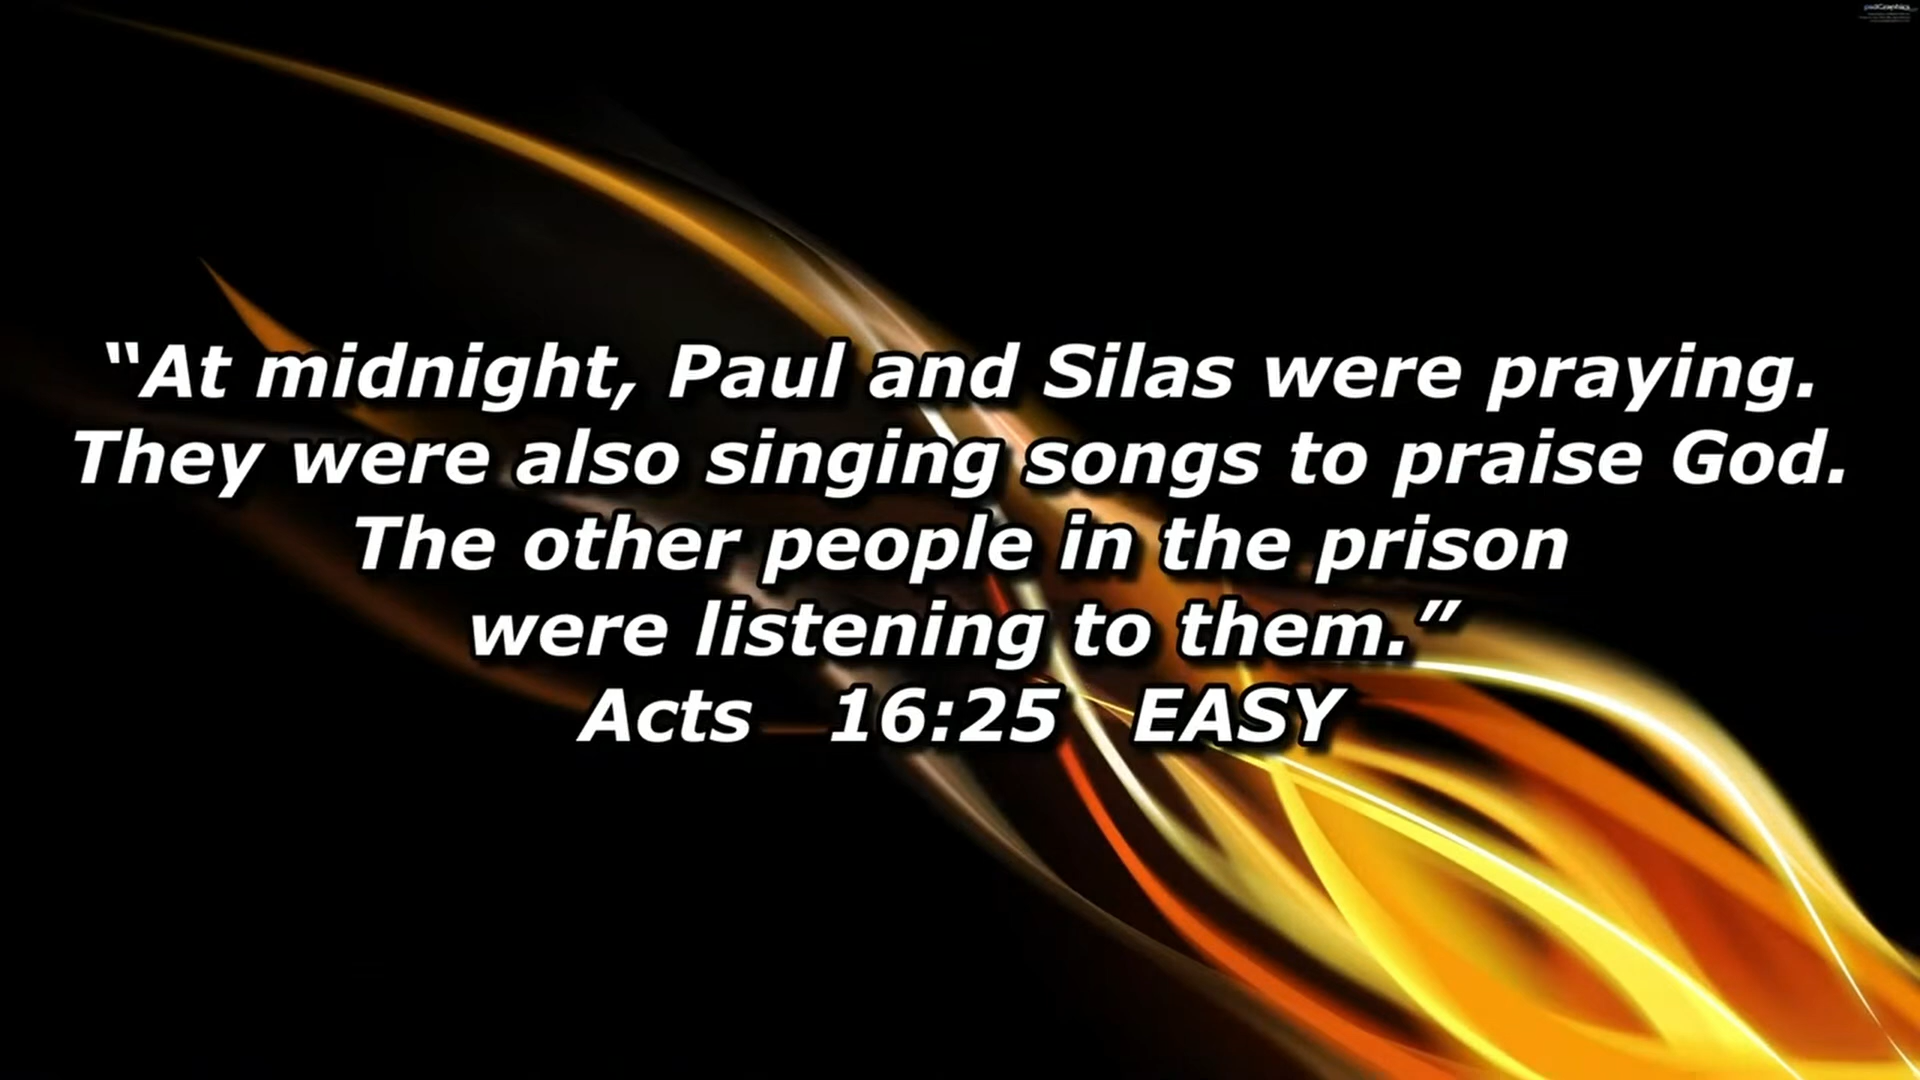 “At midnight, Paul and Silas were praying.
They were also singing songs to praise God.
The other people in the prison
were listening to them.”
Acts 16:25 EASY